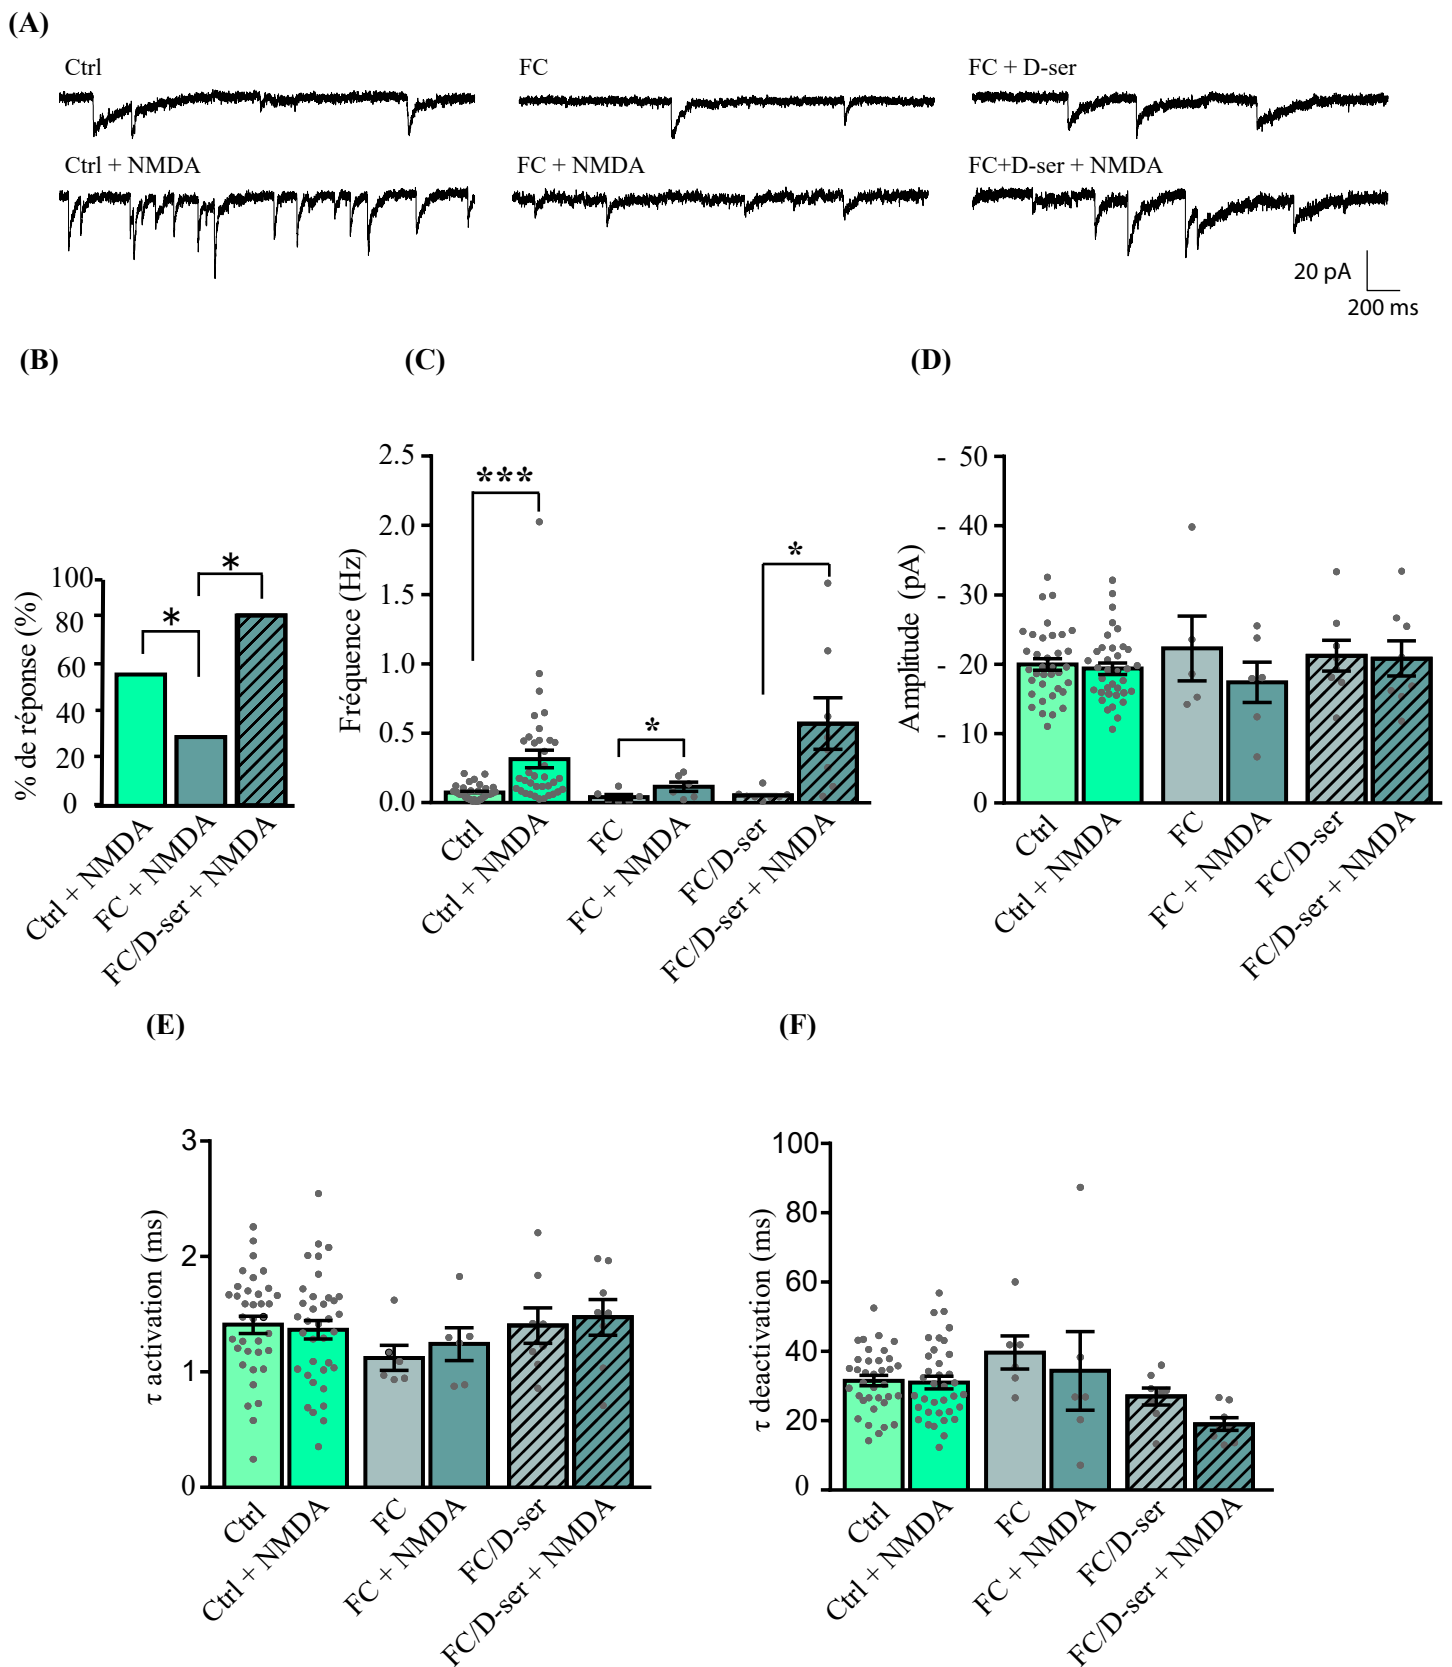 (A)
Ctrl
FC
FC + D-ser
Ctrl + NMDA
FC + NMDA
FC+D-ser + NMDA
20 pA
200 ms
(B)
(C)
(D)
% de réponse (%)
100
80
60
40
20
0
*
*
Ctrl + NMDA
FC + NMDA
FC/D-ser + NMDA
Fréquence (Hz)
2.5
2.0
1.5
1.0
0.5
0.0
***
*
*
Ctrl
Ctrl + NMDA
FC
FC + NMDA
FC/D-ser
FC/D-ser + NMDA
Amplitude (pA)
- 50
- 40
- 30
- 20
- 10
0
Ctrl
Ctrl + NMDA
FC
FC + NMDA
FC/D-ser
FC/D-ser + NMDA
(E)
(F)
τ activation (ms)
3
2
1
0
Ctrl
Ctrl + NMDA
FC
FC + NMDA
FC/D-ser
FC/D-ser + NMDA
τ deactivation (ms)
100
80
60
40
20
0
Ctrl
Ctrl + NMDA
FC
FC + NMDA
FC/D-ser
FC/D-ser + NMDA